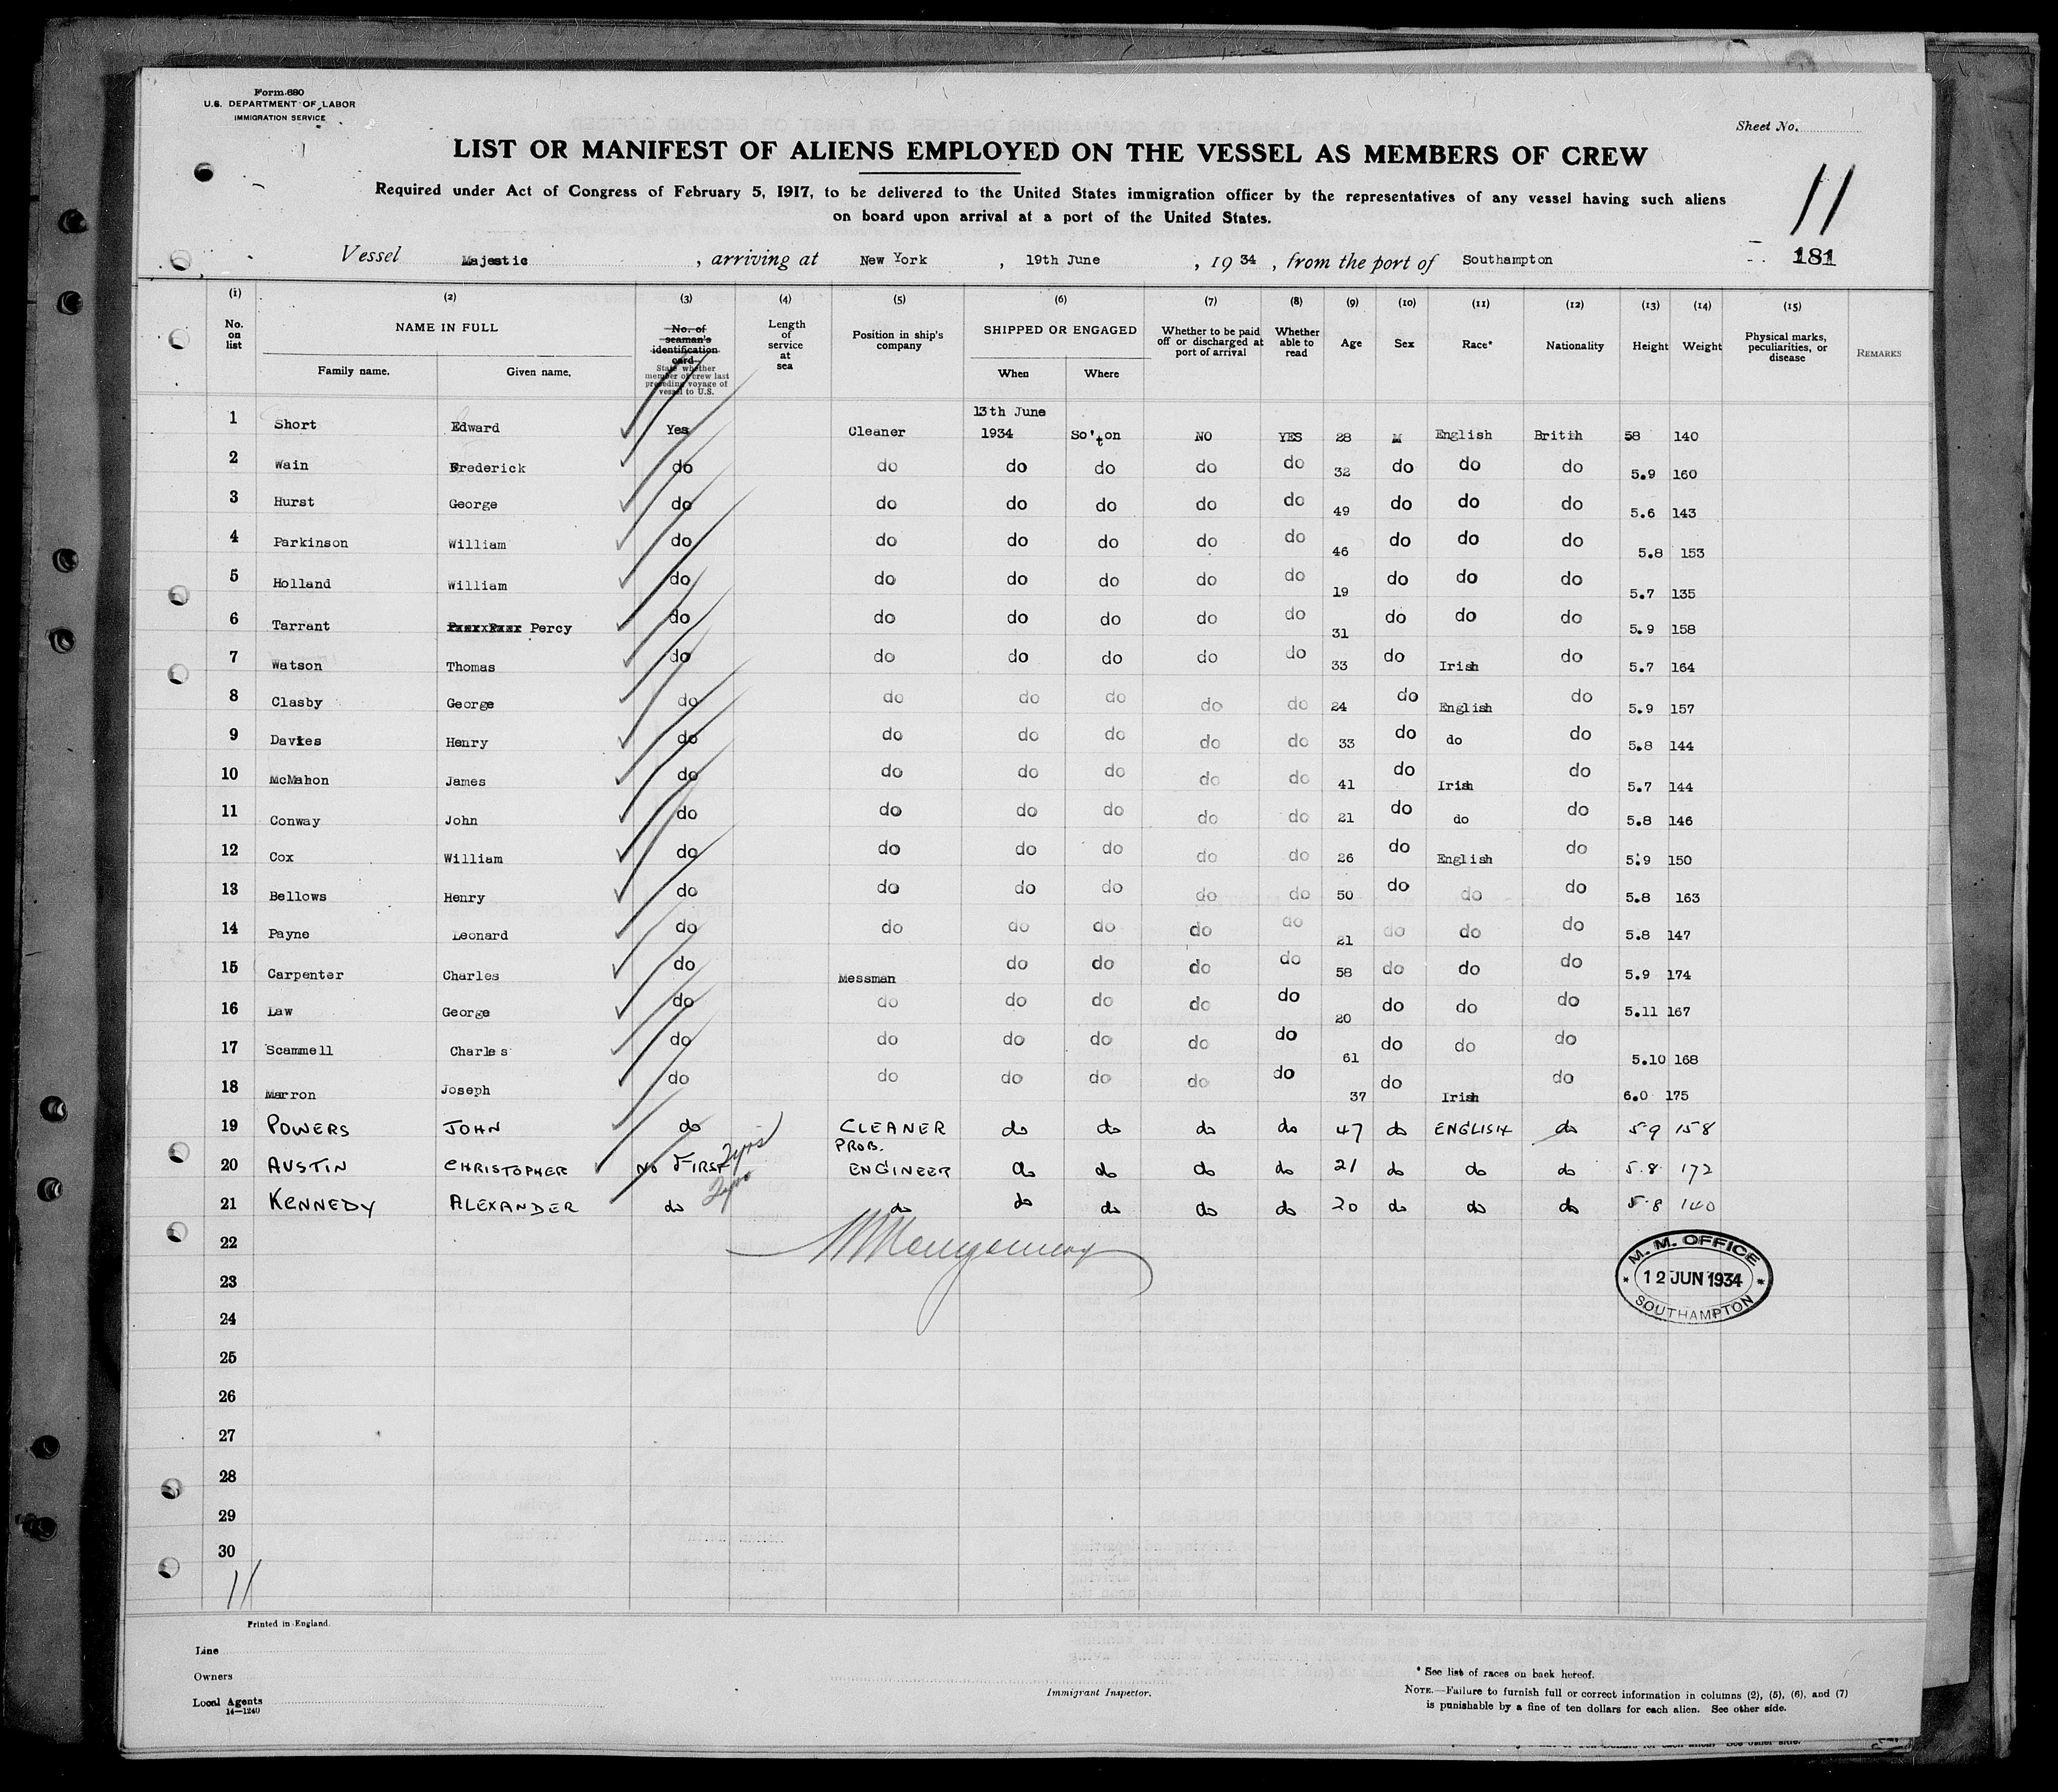 Form 680
U.S. DEPARTMENT OF LABOR
IMMIGRATION SERVICE
Sheet No.
LIST OR MANIFEST OF ALIENS EMPLOYED ON THE VESSEL AS MEMBERS OF CREW
Required under Act of Congress of February 5, 1917, to be delivered to the United States immigration officer by the representatives of any vessel having such aliens
on board upon arrival at a port of the United States.
11
181
Vessel Majestic, arriving at New York, 19th June, 1934, from the port of Southampton
(1) (2) (3) (4) (5) (6) (7) (8) (9) (10) (11) (12) (13) (14) (15)
No. on list NAME IN FULL Family name. Given name. No. of seaman's identification card State whether member of crew last preceding voyage of vessel to U.S. Length of service at sea Position in ship's company SHIPPED OR ENGAGED When Where Whether to be paid off or discharged at port of arrival Whether able to read Age Sex Race* Nationality Height Weight Physical marks, peculiarities, or disease REMARKS
1 Short Edward Yes Cleaner 13th June 1934 So'ton NO YES 28 M English Britih 58 140
2 Wain Frederick do do do do do do 32 do do do 5.9 160
3 Hurst George do do do do do do 49 do do do 5.6 143
4 Parkinson William do do do do do do 46 do do do 5.8 153
5 Holland William do do do do do do 19 do do do 5.7 135
6 Tarrant Percy do do do do do do 31 do do do 5.9 158
7 Watson Thomas do do do do do do 33 do Irish do 5.7 164
8 Clasby George do do do do do do 24 do English do 5.9 157
9 Davies Henry do do do do do do 33 do do do 5.8 144
10 McMahon James do do do do do do 41 do Irish do 5.7 144
11 Conway John do do do do do do 21 do do do 5.8 146
12 Cox William do do do do do do 26 do English do 5.9 150
13 Bellows Henry do do do do do do 50 do do do 5.8 163
14 Payne Leonard do do do do do do 21 do do do 5.8 147
15 Carpenter Charles do Messman do do do do 58 do do do 5.9 174
16 Law George do do do do do do 20 do do do 5.11 167
17 Scammell Charles do do do do do do 61 do do do 5.10 168
18 Marron Joseph do do do do do do 37 do Irish do 6.0 175
19 POWERS JOHN do CLEANER do do do do 47 do ENGLISH do 5 9 158
20 AUSTIN CHRISTOPHER NO FIRST 2yrs PROB. ENGINEER do do do do 21 do do do 5.8 172
21 KENNEDY ALEXANDER do 2yrs do do do do do 20 do do do 5.8 140
22 M Montgomery
23
24
25
26
27
28
29
30
M. M. OFFICE
12 JUN 1934
SOUTHAMPTON
11
Printed in England.
Line
Owners
Local Agents
14—1240
Immigrant Inspector.
* See list of races on back hereof.
NOTE.—Failure to furnish full or correct information in columns (2), (5), (6), and (7)
is punishable by a fine of ten dollars for each alien. See other side.